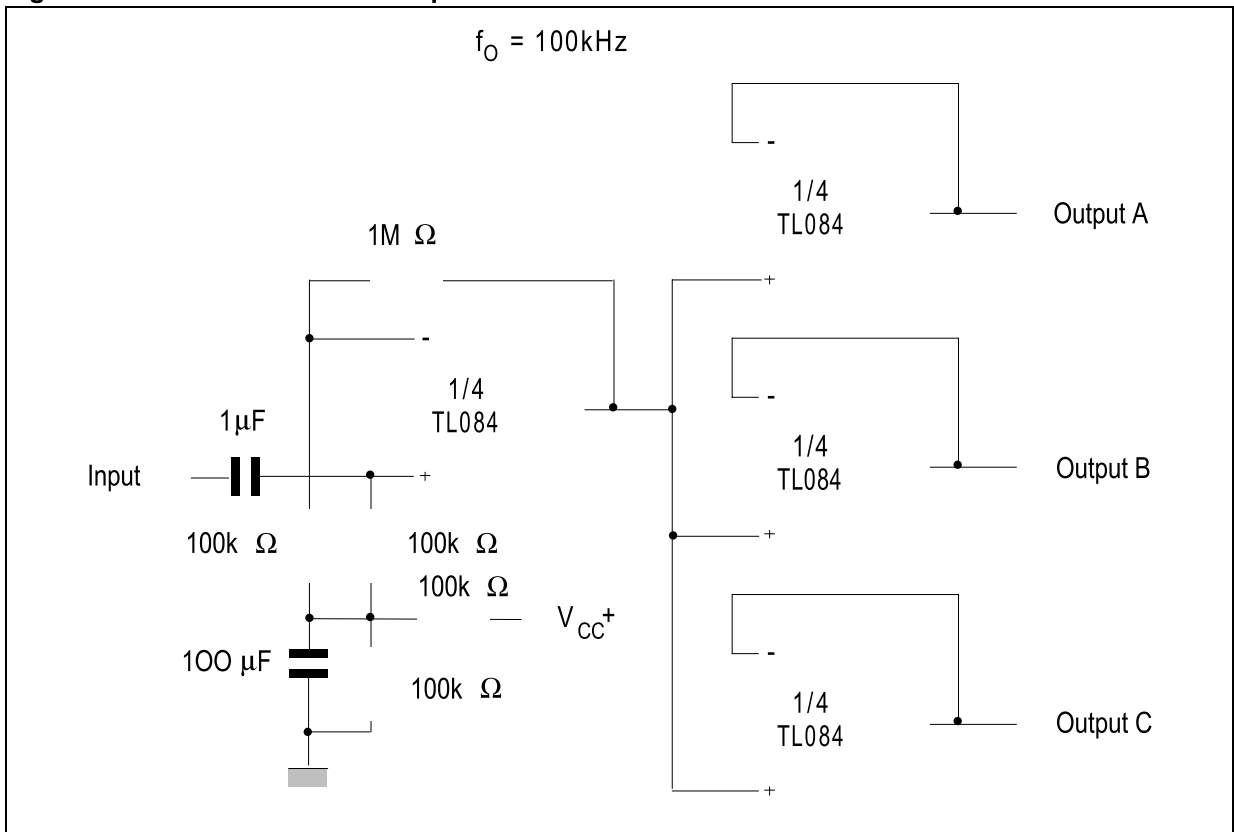 f_O = 100kHz
-
1/4
TL084
Output A
+
1M Ω
-
1/4
TL084
+
1μF
Input
-
1/4
TL084
Output B
+
100k Ω
100k Ω
100k Ω
V_CC+
1OO μF
100k Ω
-
1/4
TL084
Output C
+